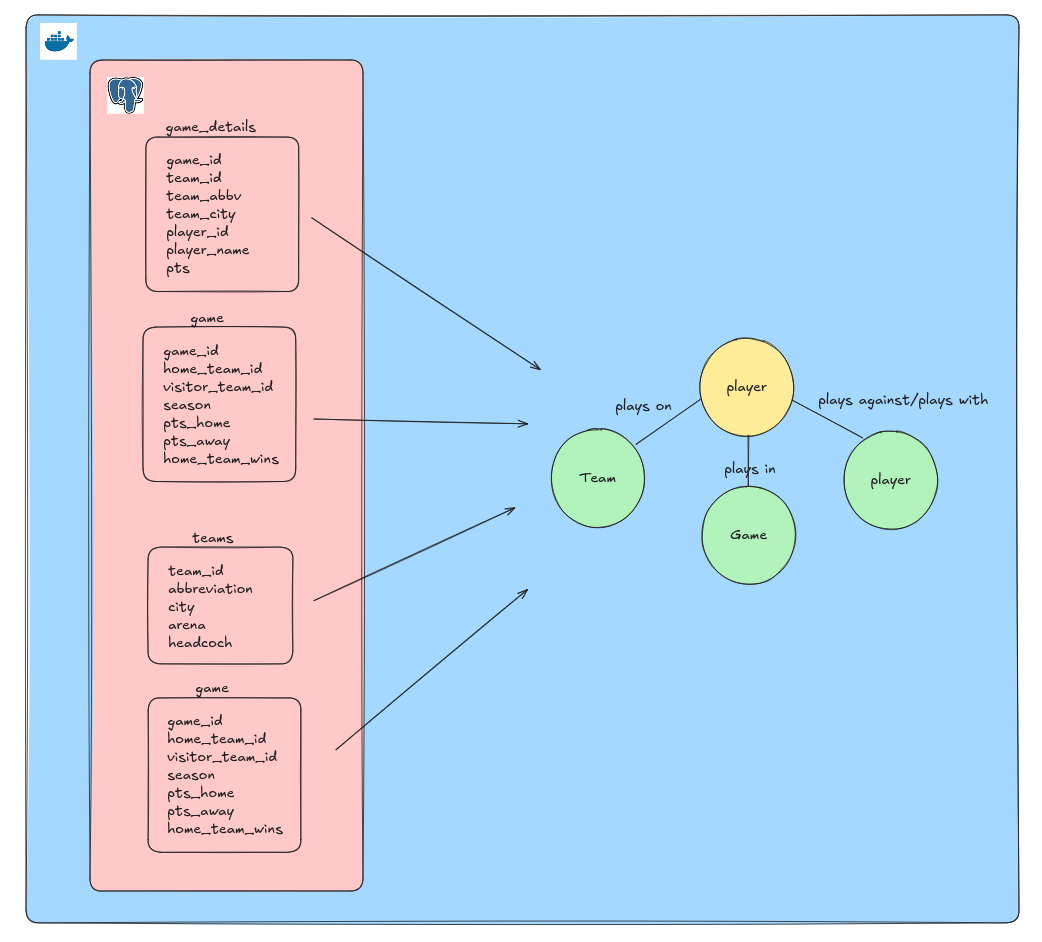 game_details
game_id
team_id
team_abbv
team_city
player_id
player_name
pts
game
game_id
home_team_id
visitor_team_id
season
pts_home
pts_away
home_team_wins
teams
team_id
abbreviation
city
arena
headcoch
game
game_id
home_team_id
visitor_team_id
season
pts_home
pts_away
home_team_wins
player
plays on
plays against/plays with
plays in
Team
player
Game